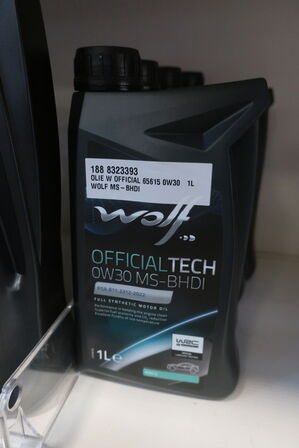 188 8323393
OLIE W OFFICIAL 65615 0W30 1L
WOLF MS-BHDI
wolf
OFFICIALTECH
0W30 MS-BHDI
FULL SYNTHETIC MOTOR OIL
1L
WRC